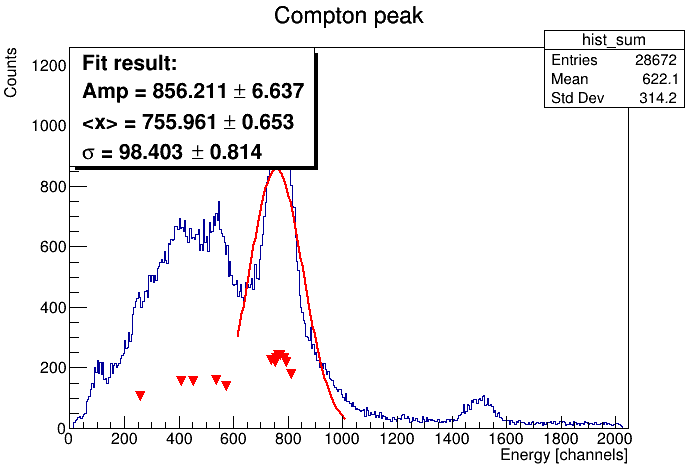 Compton peak
hist_sum
Entries 28672
Mean 622.1
Std Dev 314.2
Fit result:
Amp = 856.211 ± 6.637
<x> = 755.961 ± 0.653
σ = 98.403 ± 0.814
Counts
1200
1000
800
600
400
200
0
0 200 400 600 800 1000 1200 1400 1600 1800 2000
Energy [channels]